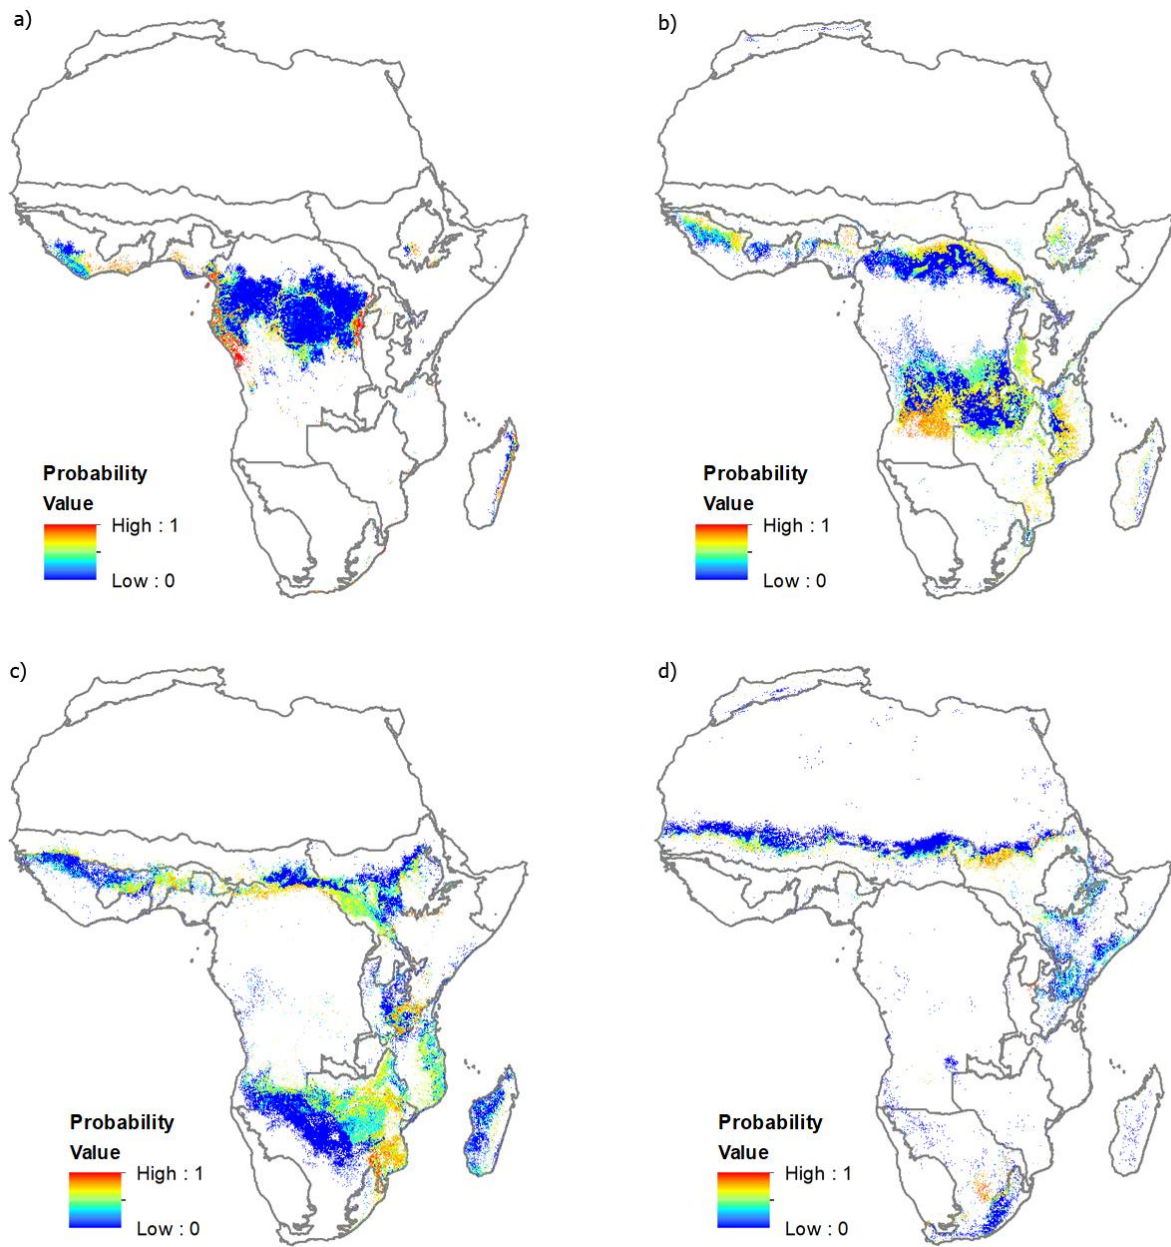 a)
b)
Probability
Value
High : 1
Low : 0
Probability
Value
High : 1
Low : 0
c)
d)
Probability
Value
High : 1
Low : 0
Probability
Value
High : 1
Low : 0